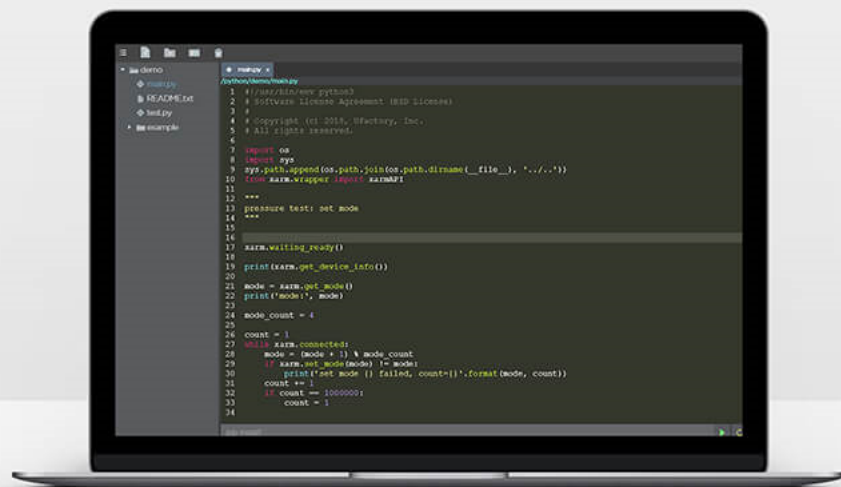 demo
main.py
README.txt
test.py
example
main.py ×
/python/demo/main.py
1 #!/usr/bin/env python3
2 # Software License Agreement (BSD License)
3 #
4 # Copyright (c) 2018, UFactory, Inc.
5 # All rights reserved.
6
7 import os
8 import sys
9 sys.path.append(os.path.join(os.path.dirname(__file__), '../..'))
10 from xarm.wrapper import XArmAPI
11
12 """
13 pressure test: set mode
14 """
15
16
17 xarm.waiting_ready()
18
19 print(xarm.get_device_info())
20
21 mode = xarm.get_mode()
22 print('mode:', mode)
23
24 mode_count = 4
25
26 count = 1
27 while xarm.connected:
28 mode = (mode + 1) % mode_count
29 if xarm.set_mode(mode) != mode:
30 print('set mode {} failed, count={}'.format(mode, count))
31 count += 1
32 if count == 1000000:
33 count = 1
34